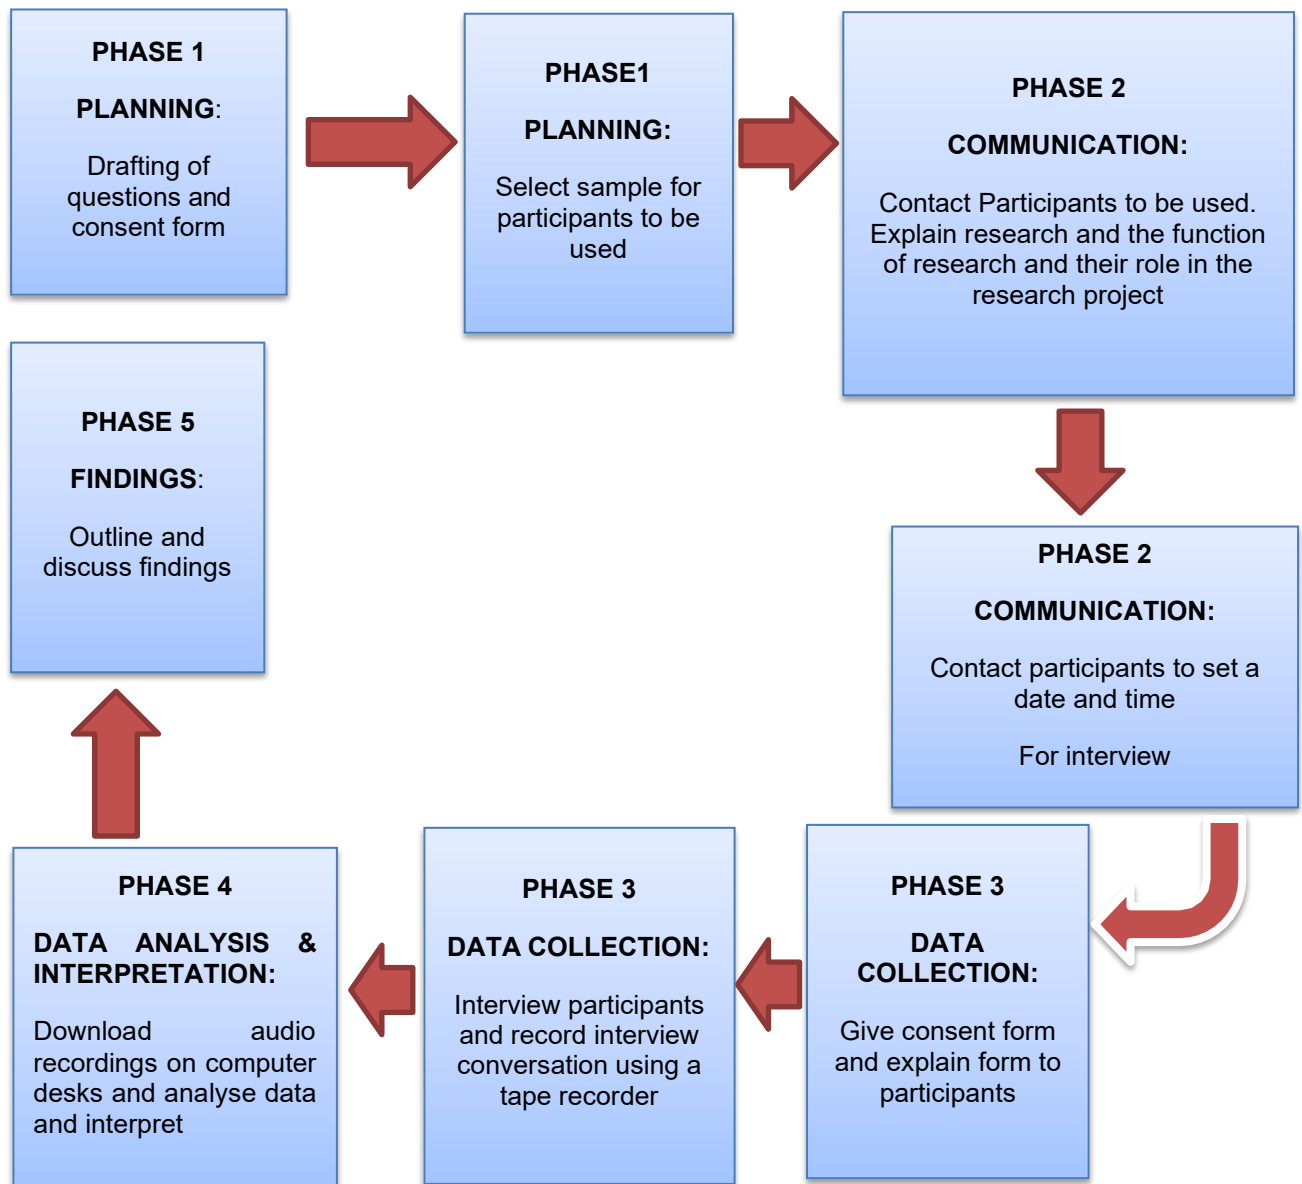 PHASE 1
PLANNING:
Drafting of
questions and
consent form
PHASE1
PLANNING:
Select sample for
participants to be
used
PHASE 2
COMMUNICATION:
Contact Participants to be used.
Explain research and the function
of research and their role in the
research project
PHASE 2
COMMUNICATION:
Contact participants to set a
date and time
For interview
PHASE 3
DATA
COLLECTION:
Give consent form
and explain form to
participants
PHASE 3
DATA COLLECTION:
Interview participants
and record interview
conversation using a
tape recorder
PHASE 4
DATA ANALYSIS &
INTERPRETATION:
Download audio
recordings on computer
desks and analyse data
and interpret
PHASE 5
FINDINGS:
Outline and
discuss findings